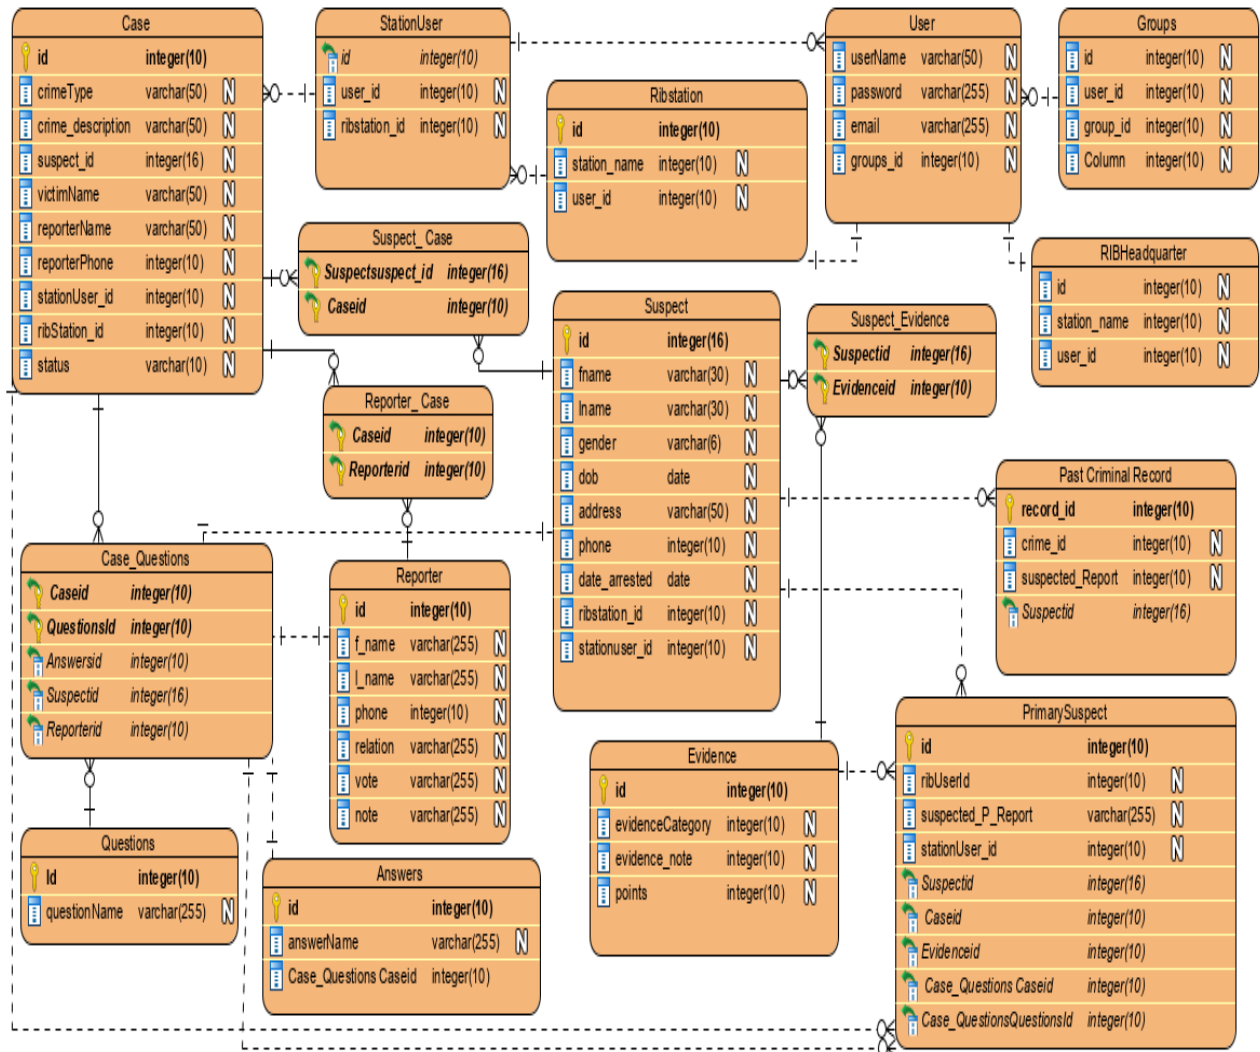 Case
id integer(10)
crimeType varchar(50) N
crime_description varchar(50) N
suspect_id integer(16) N
victimName varchar(50) N
reporterName varchar(50) N
reporterPhone integer(10) N
stationUser_id integer(10) N
ribStation_id integer(10) N
status varchar(10) N
StationUser
id integer(10)
user_id integer(10) N
ribstation_id integer(10) N
Ribstation
id integer(10)
station_name integer(10) N
user_id integer(10) N
User
userName varchar(50) N
password varchar(255) N
email varchar(255) N
groups_id integer(10) N
Groups
id integer(10) N
user_id integer(10) N
group_id integer(10) N
Column integer(10) N
RIBHeadquarter
id integer(10) N
station_name integer(10) N
user_id integer(10) N
Suspect_ Case
Suspectsuspect_id integer(16)
Caseid integer(10)
Suspect
id integer(16)
fname varchar(30) N
lname varchar(30) N
gender varchar(6) N
dob date N
address varchar(50) N
phone integer(10) N
date_arrested date N
ribstation_id integer(10) N
stationuser_id integer(10) N
Suspect_Evidence
Suspectid integer(16)
Evidenceid integer(10)
Reporter_ Case
Caseid integer(10)
Reporterid integer(10)
Past Criminal Record
record_id integer(10)
crime_id integer(10) N
suspected_Report integer(10) N
Suspectid integer(16)
Case_Questions
Caseid integer(10)
QuestionsId integer(10)
Answersid integer(10)
Suspectid integer(16)
Reporterid integer(10)
Reporter
id integer(10)
f_name varchar(255) N
l_name varchar(255) N
phone integer(10) N
relation varchar(255) N
vote varchar(255) N
note varchar(255) N
PrimarySuspect
id integer(10)
ribUserId integer(10) N
suspected_P_Report varchar(255) N
stationUser_id integer(10) N
Suspectid integer(16)
Caseid integer(10)
Evidenceid integer(10)
Case_Questions Caseid integer(10)
Case_QuestionsQuestionsId integer(10)
Evidence
id integer(10)
evidenceCategory integer(10) N
evidence_note integer(10) N
points integer(10) N
Questions
Id integer(10)
questionName varchar(255) N
Answers
id integer(10)
answerName varchar(255) N
Case_Questions Caseid integer(10)